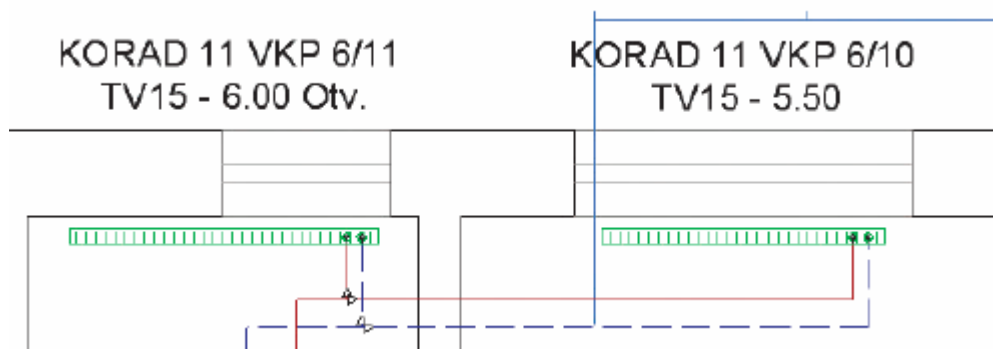 KORAD 11 VKP 6/11
TV15 - 6.00 Otv.
KORAD 11 VKP 6/10
TV15 - 5.50